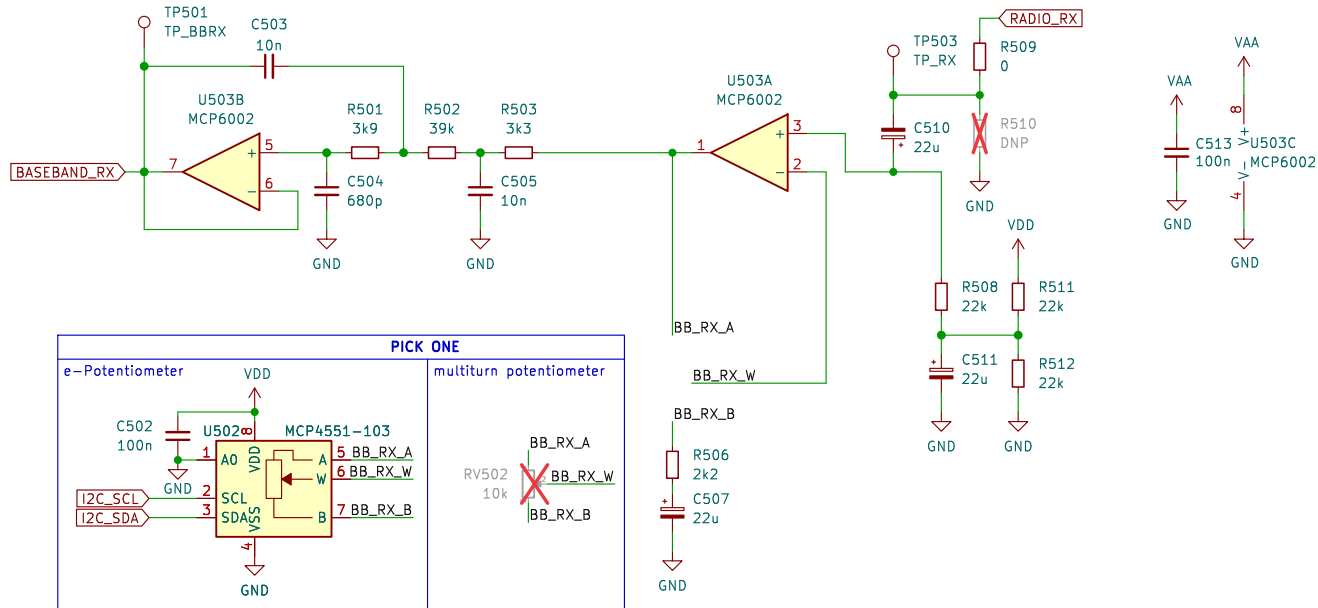 TP501
TP_BBRX
C503
10n
U503B
MCP6002
R501
3k9
R502
39k
R503
3k3
U503A
MCP6002
TP503
TP_RX
RADIO_RX
R509
0
C510
22u
R510
DNP
GND
VAA
C513
100n
GND
VAA
8
V+
U503C
MCP6002
V-
4
GND
BASEBAND_RX
7
+
5
-
6
C504
680p
GND
C505
10n
GND
1
+
3
-
2
VDD
R508
22k
R511
22k
C511
22u
R512
22k
GND
GND
BB_RX_A
BB_RX_W
BB_RX_B
R506
2k2
C507
22u
GND
PICK ONE
e-Potentiometer
VDD
C502
100n
GND
U502
MCP4551-103
8
VDD
1
A0
A
5
BB_RX_A
W
6
BB_RX_W
I2C_SCL
2
SCL
I2C_SDA
3
SDA
B
7
BB_RX_B
VSS
4
GND
multiturn potentiometer
BB_RX_A
RV502
10k
BB_RX_W
BB_RX_B